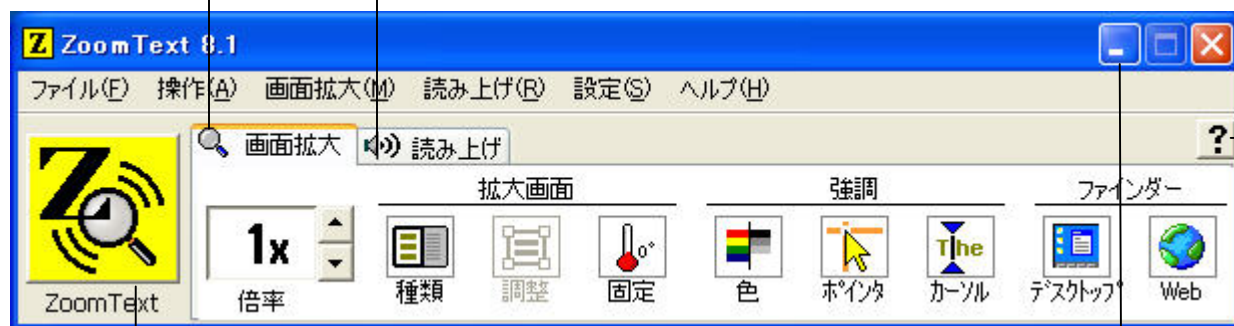 Z ZoomText 8.1
ファイル(F) 操作(A) 画面拡大(M) 読み上げ(R) 設定(S) ヘルプ(H)
画面拡大 読み上げ ?
拡大画面 強調 ファインダー
1x
0°
The
倍率 種類 調整 固定 色 ポインタ カーソル デスクトップ Web
Z
ZoomText